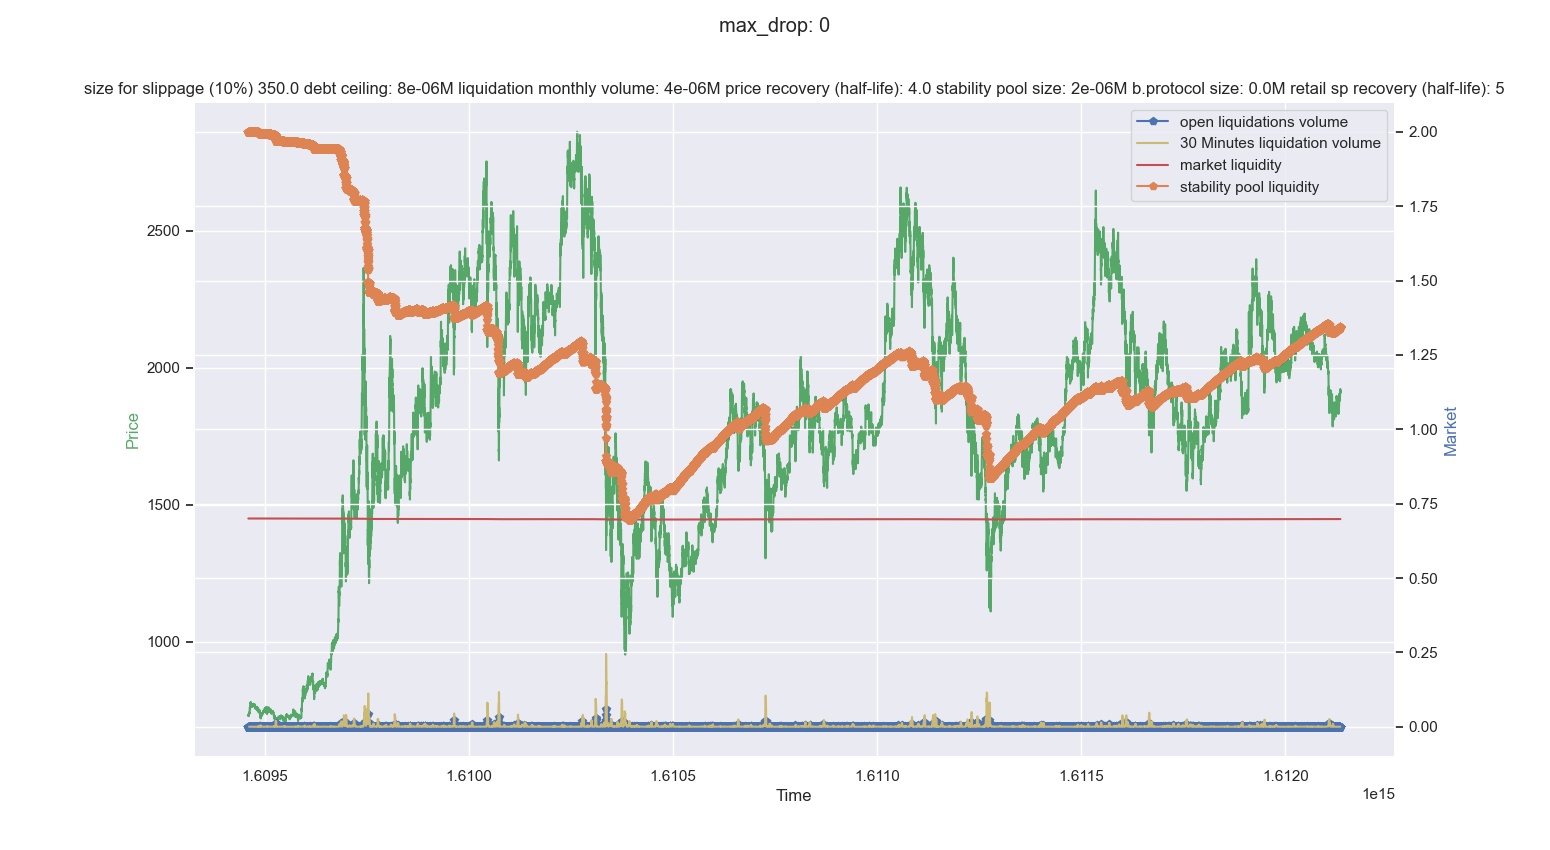 max_drop: 0
size for slippage (10%) 350.0 debt ceiling: 8e-06M liquidation monthly volume: 4e-06M price recovery (half-life): 4.0 stability pool size: 2e-06M b.protocol size: 0.0M retail sp recovery (half-life): 5
open liquidations volume
30 Minutes liquidation volume
market liquidity
stability pool liquidity
2500
2000
1500
1000
Price
2.00
1.75
1.50
1.25
1.00
0.75
0.50
0.25
0.00
Market
1.6095
1.6100
1.6105
1.6110
1.6115
1.6120
1e15
Time